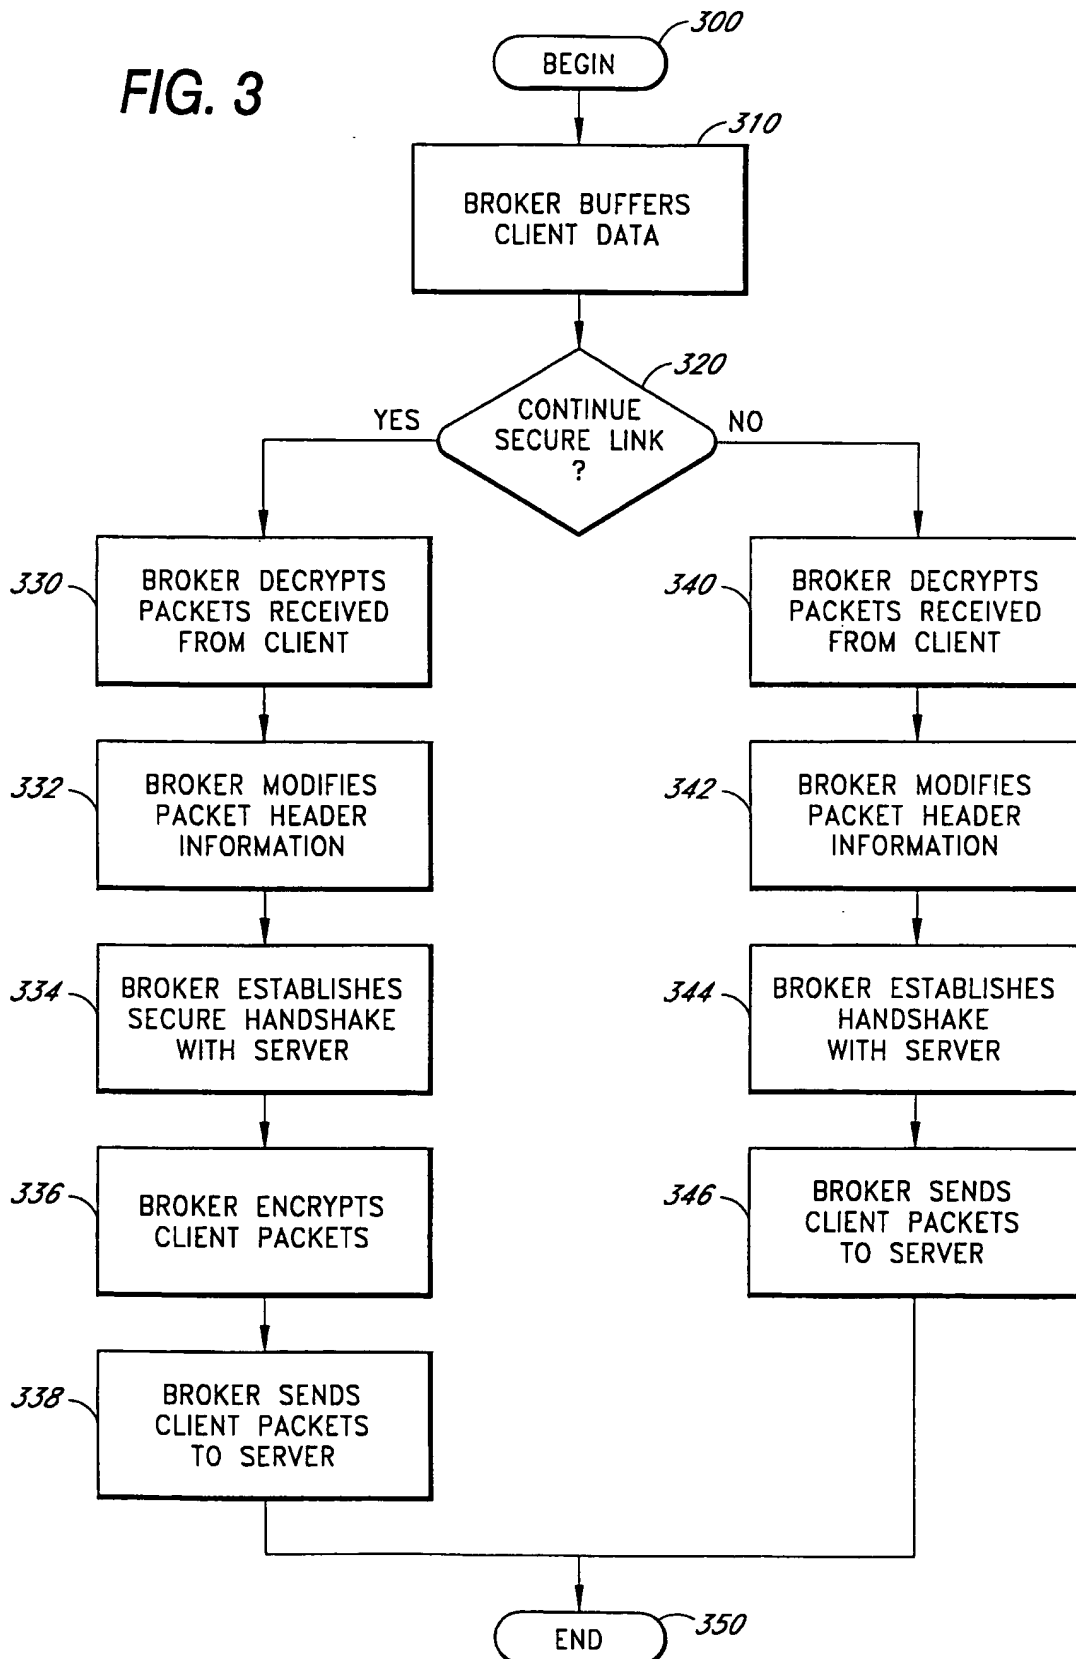 FIG. 3
300
BEGIN
310
BROKER BUFFERS
CLIENT DATA
320
CONTINUE
SECURE LINK
?
YES
NO
330
BROKER DECRYPTS
PACKETS RECEIVED
FROM CLIENT
340
BROKER DECRYPTS
PACKETS RECEIVED
FROM CLIENT
332
BROKER MODIFIES
PACKET HEADER
INFORMATION
342
BROKER MODIFIES
PACKET HEADER
INFORMATION
334
BROKER ESTABLISHES
SECURE HANDSHAKE
WITH SERVER
344
BROKER ESTABLISHES
HANDSHAKE
WITH SERVER
336
BROKER ENCRYPTS
CLIENT PACKETS
346
BROKER SENDS
CLIENT PACKETS
TO SERVER
338
BROKER SENDS
CLIENT PACKETS
TO SERVER
350
END